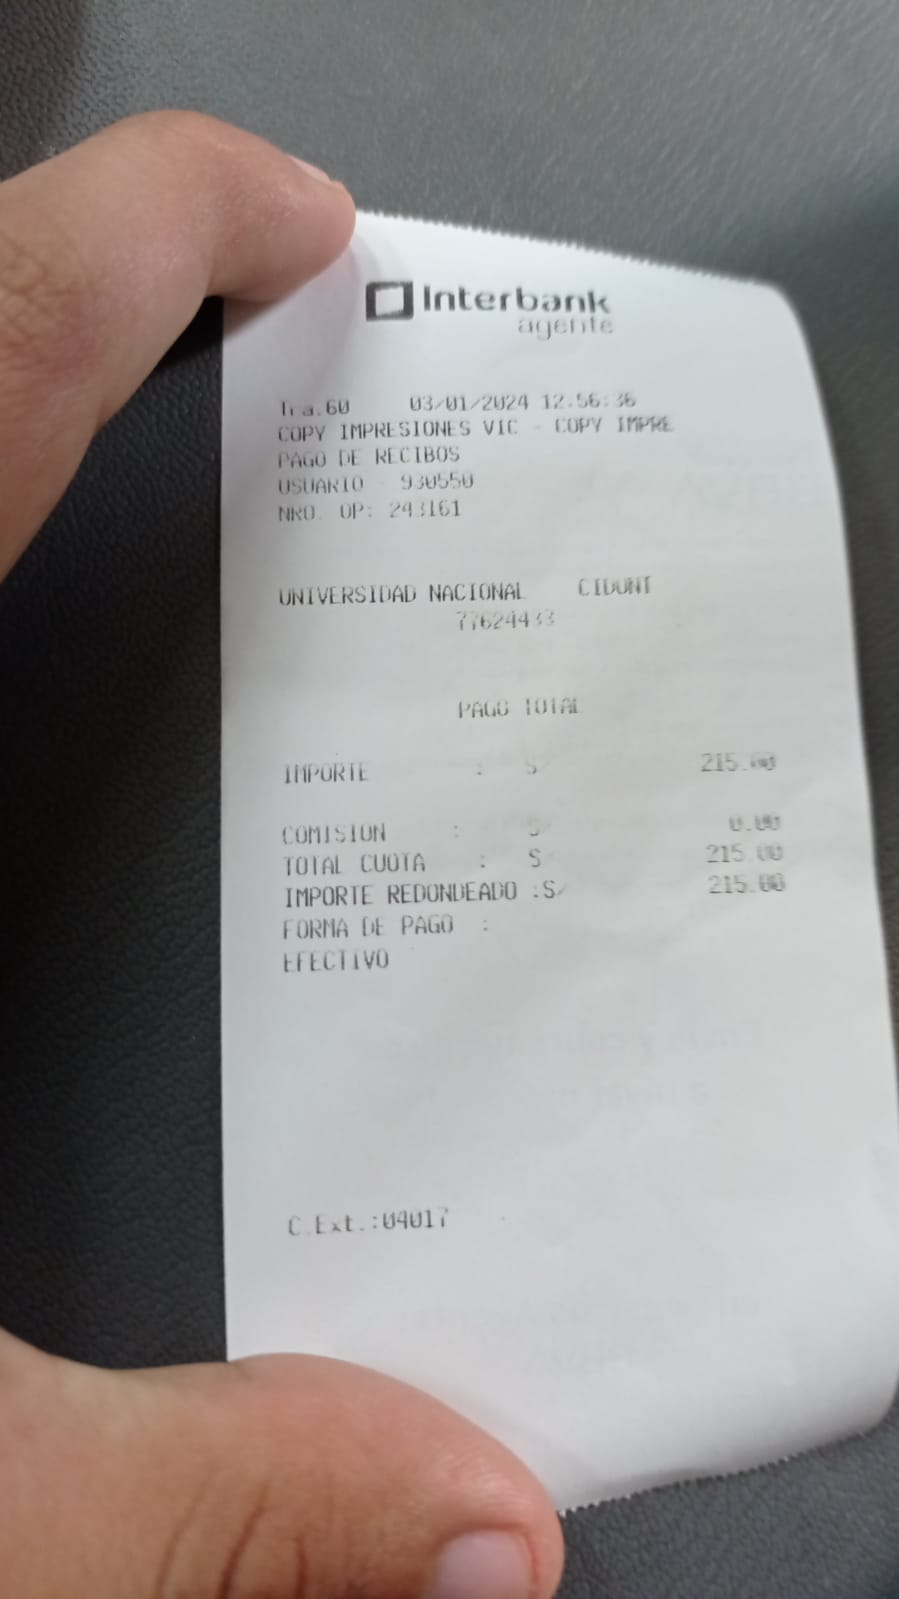 Interbank
agente
Tra.60 03/01/2024 12:56:36
COPY IMPRESIONES VIC - COPY IMPRE
PAGO DE RECIBOS
USUARIO - 930550
NRO. OP: 243161
UNIVERSIDAD NACIONAL CIDUNT
77624433
PAGO TOTAL
IMPORTE : S/ 215.00
COMISION : S/ 0.00
TOTAL CUOTA : S 215.00
IMPORTE REDONDEADO :S/ 215.00
FORMA DE PAGO :
EFECTIVO
C.Ext.:04017